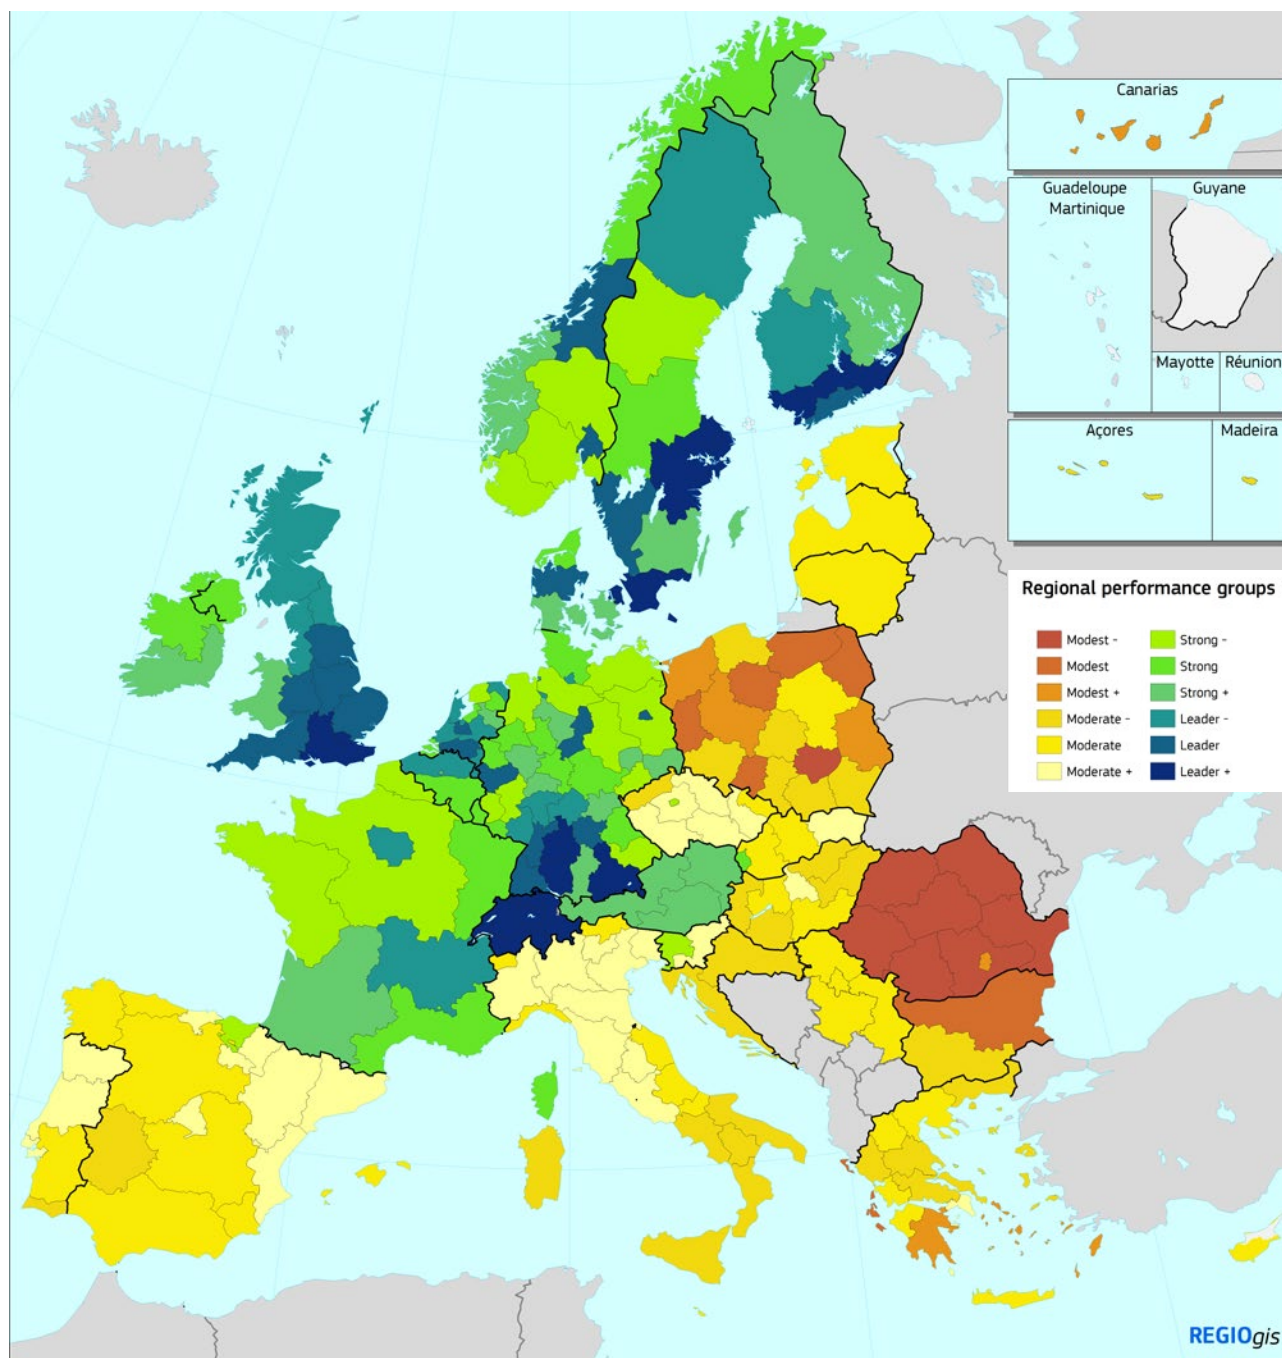 Canarias
Guadeloupe
Martinique
Guyane
Mayotte
Réunion
Açores
Madeira
Regional performance groups
Modest -
Strong -
Modest
Strong
Modest +
Strong +
Moderate -
Leader -
Moderate
Leader
Moderate +
Leader +
REGIOgis